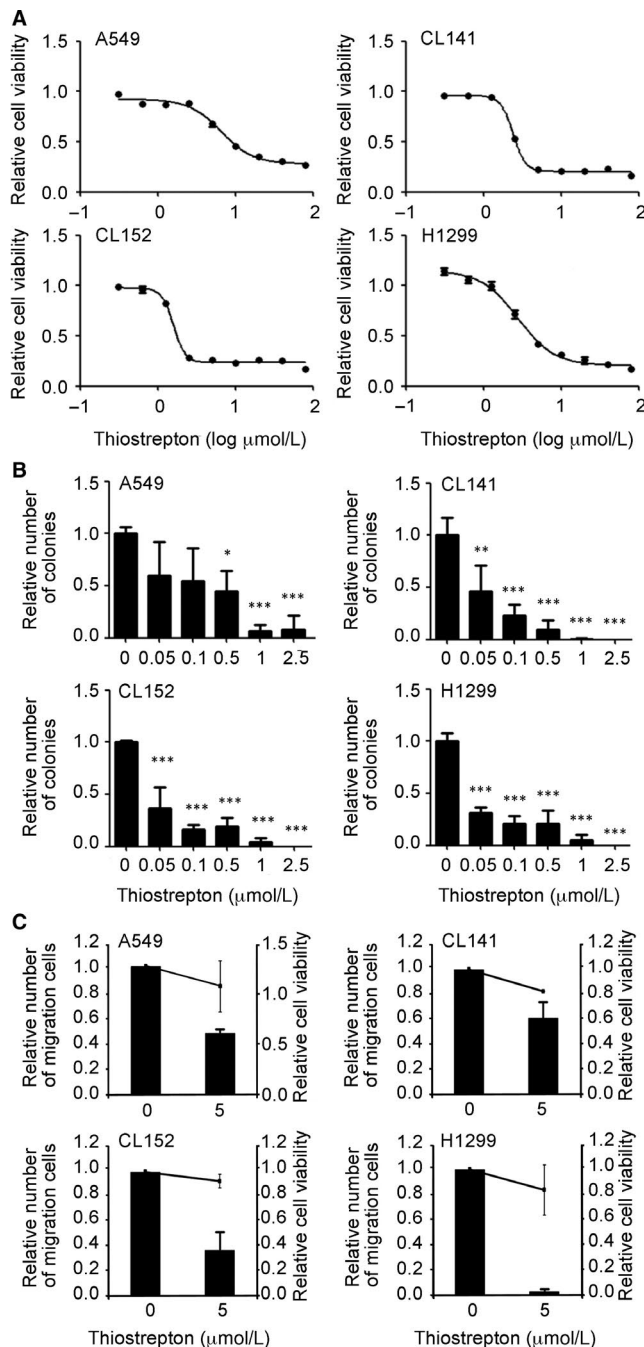 A
A549
Relative cell viability
1.5
1.0
0.5
0.0
−1 0 1 2
CL141
Relative cell viability
1.5
1.0
0.5
0.0
−1 0 1 2
CL152
Relative cell viability
1.5
1.0
0.5
0.0
−1 0 1 2
Thiostrepton (log μmol/L)
H1299
Relative cell viability
1.5
1.0
0.5
0.0
−1 0 1 2
Thiostrepton (log μmol/L)
B
A549
Relative number
of colonies
1.5
1.0
0.5
0.0
* *** ***
0 0.05 0.1 0.5 1 2.5
CL141
Relative number
of colonies
1.5
1.0
0.5
0.0
** *** *** *** ***
0 0.05 0.1 0.5 1 2.5
CL152
Relative number
of colonies
1.5
1.0
0.5
0.0
*** *** *** *** ***
0 0.05 0.1 0.5 1 2.5
Thiostrepton (μmol/L)
H1299
Relative number
of colonies
1.5
1.0
0.5
0.0
*** *** *** *** ***
0 0.05 0.1 0.5 1 2.5
Thiostrepton (μmol/L)
C
A549
Relative number
of migration cells
1.2
1.0
0.8
0.6
0.4
0.2
0.0
0 5
1.5
1.0
0.5
0.0
Relative cell viability
CL141
Relative number
of migration cells
1.2
1.0
0.8
0.6
0.4
0.2
0.0
0 5
1.2
1.0
0.8
0.6
0.4
0.2
0.0
Relative cell viability
CL152
Relative number
of migration cells
1.2
1.0
0.8
0.6
0.4
0.2
0.0
0 5
1.2
1.0
0.8
0.6
0.4
0.2
0.0
Relative cell viability
Thiostrepton (μmol/L)
H1299
Relative number
of migration cells
1.2
1.0
0.8
0.6
0.4
0.2
0.0
0 5
1.2
1.0
0.8
0.6
0.4
0.2
0.0
Relative cell viability
Thiostrepton (μmol/L)